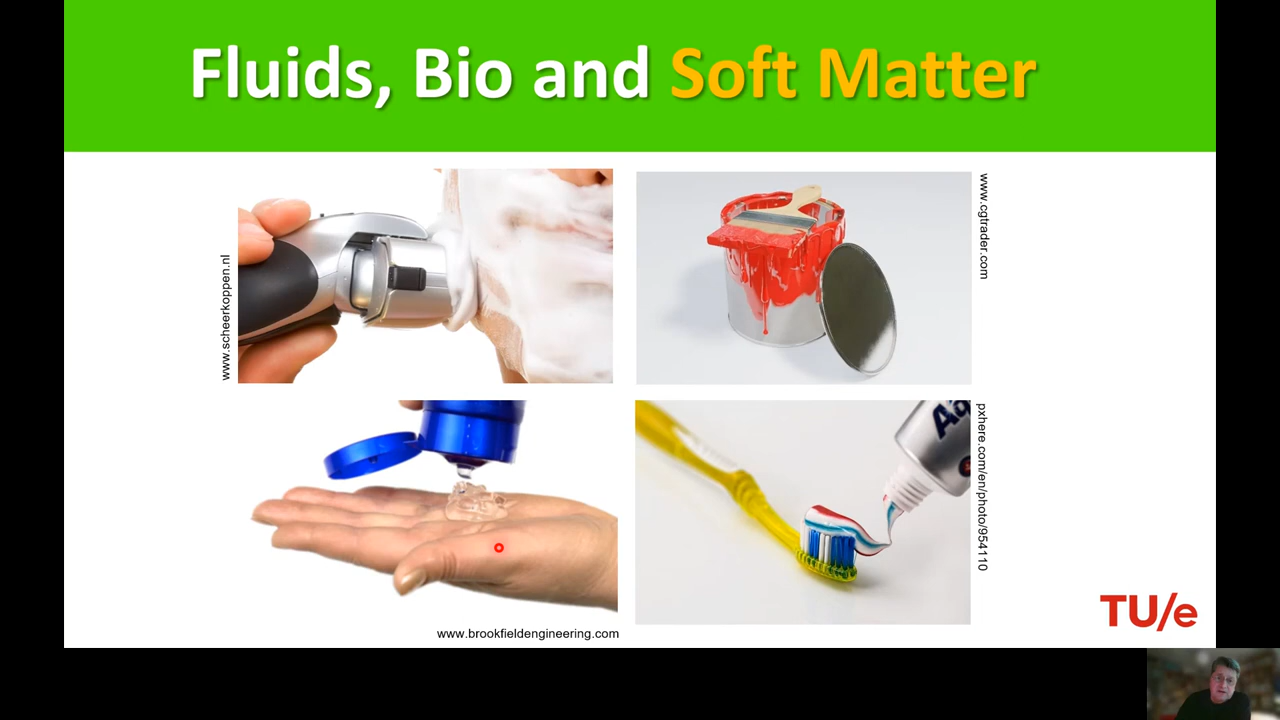 Fluids, Bio and Soft Matter
www.scheerkoppen.nl
www.cgtrader.com
www.brookfieldengineering.com
pxhere.com/en/photo/954110
TU/e